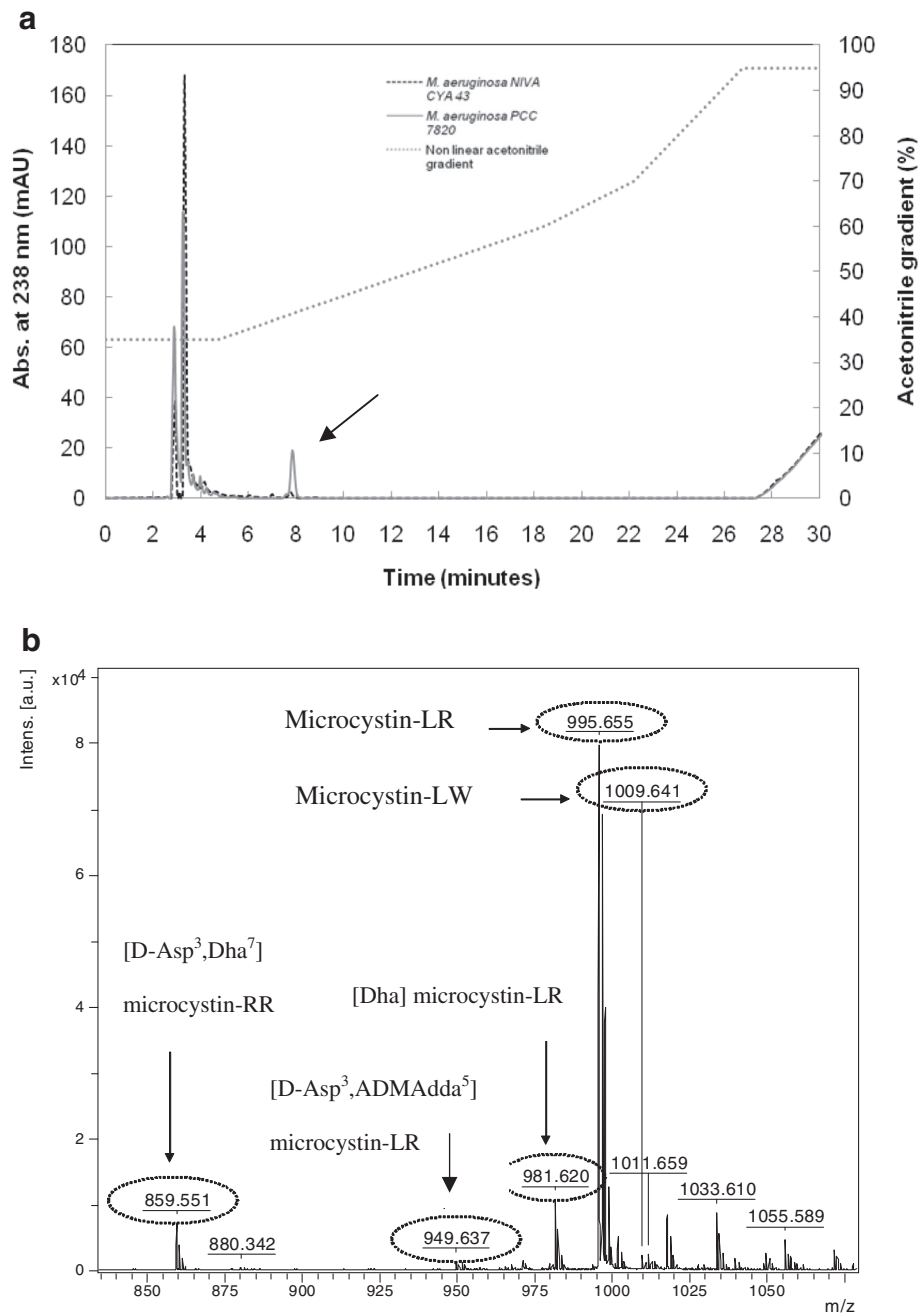 a
180
160
140
120
100
80
60
40
20
0
Abs. at 238 nm (mAU)
M. aeruginosa NIVA
CYA 43
M. aeruginosa PCC
7820
Non linear acetonitrile
gradient
100
90
80
70
60
50
40
30
20
10
0
Acetonitrile gradient (%)
0 2 4 6 8 10 12 14 16 18 20 22 24 26 28 30
Time (minutes)
b
Intens. [a.u.]
x10⁴
8
6
4
2
0
Microcystin-LR
995.655
Microcystin-LW
1009.641
[D-Asp³,Dha⁷]
microcystin-RR
[Dha] microcystin-LR
[D-Asp³,ADMAdda⁵]
microcystin-LR
859.551
880.342
949.637
981.620
1011.659
1033.610
1055.589
850 875 900 925 950 975 1000 1025 1050
m/z